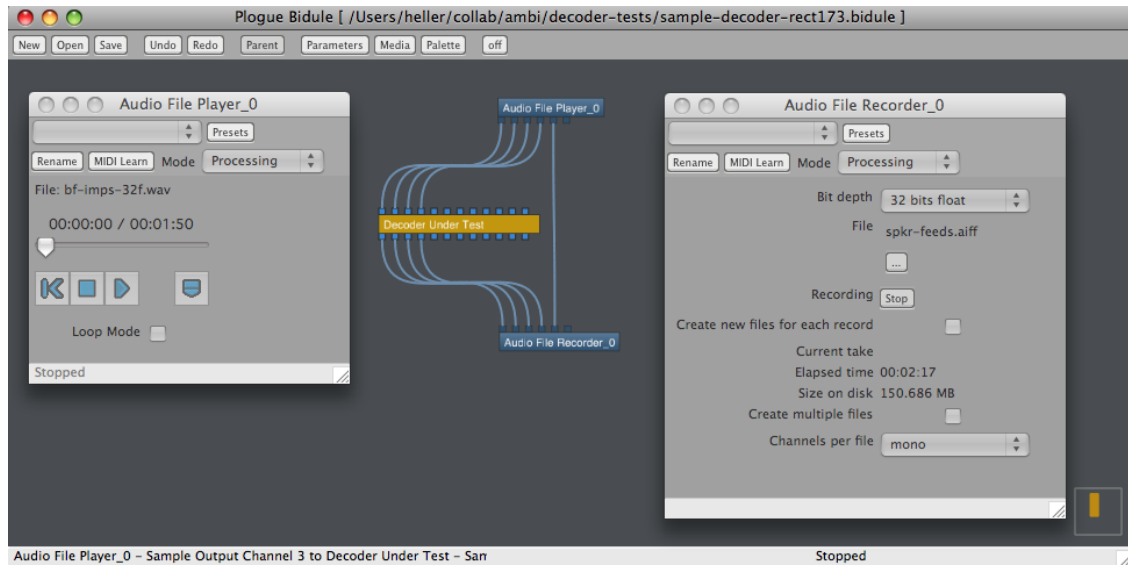 Plogue Bidule [ /Users/heller/collab/ambi/decoder-tests/sample-decoder-rect173.bidule ]
New Open Save Undo Redo Parent Parameters Media Palette off
Audio File Player_0
Presets
Rename MIDI Learn Mode Processing
File: bf-imps-32f.wav
00:00:00 / 00:01:50
Loop Mode
Stopped
Audio File Player_0
Decoder Under Test
Audio File Recorder_0
Audio File Recorder_0
Presets
Rename MIDI Learn Mode Processing
Bit depth 32 bits float
File spkr-feeds.aiff
...
Recording Stop
Create new files for each record
Current take
Elapsed time 00:02:17
Size on disk 150.686 MB
Create multiple files
Channels per file mono
Audio File Player_0 – Sample Output Channel 3 to Decoder Under Test – San
Stopped